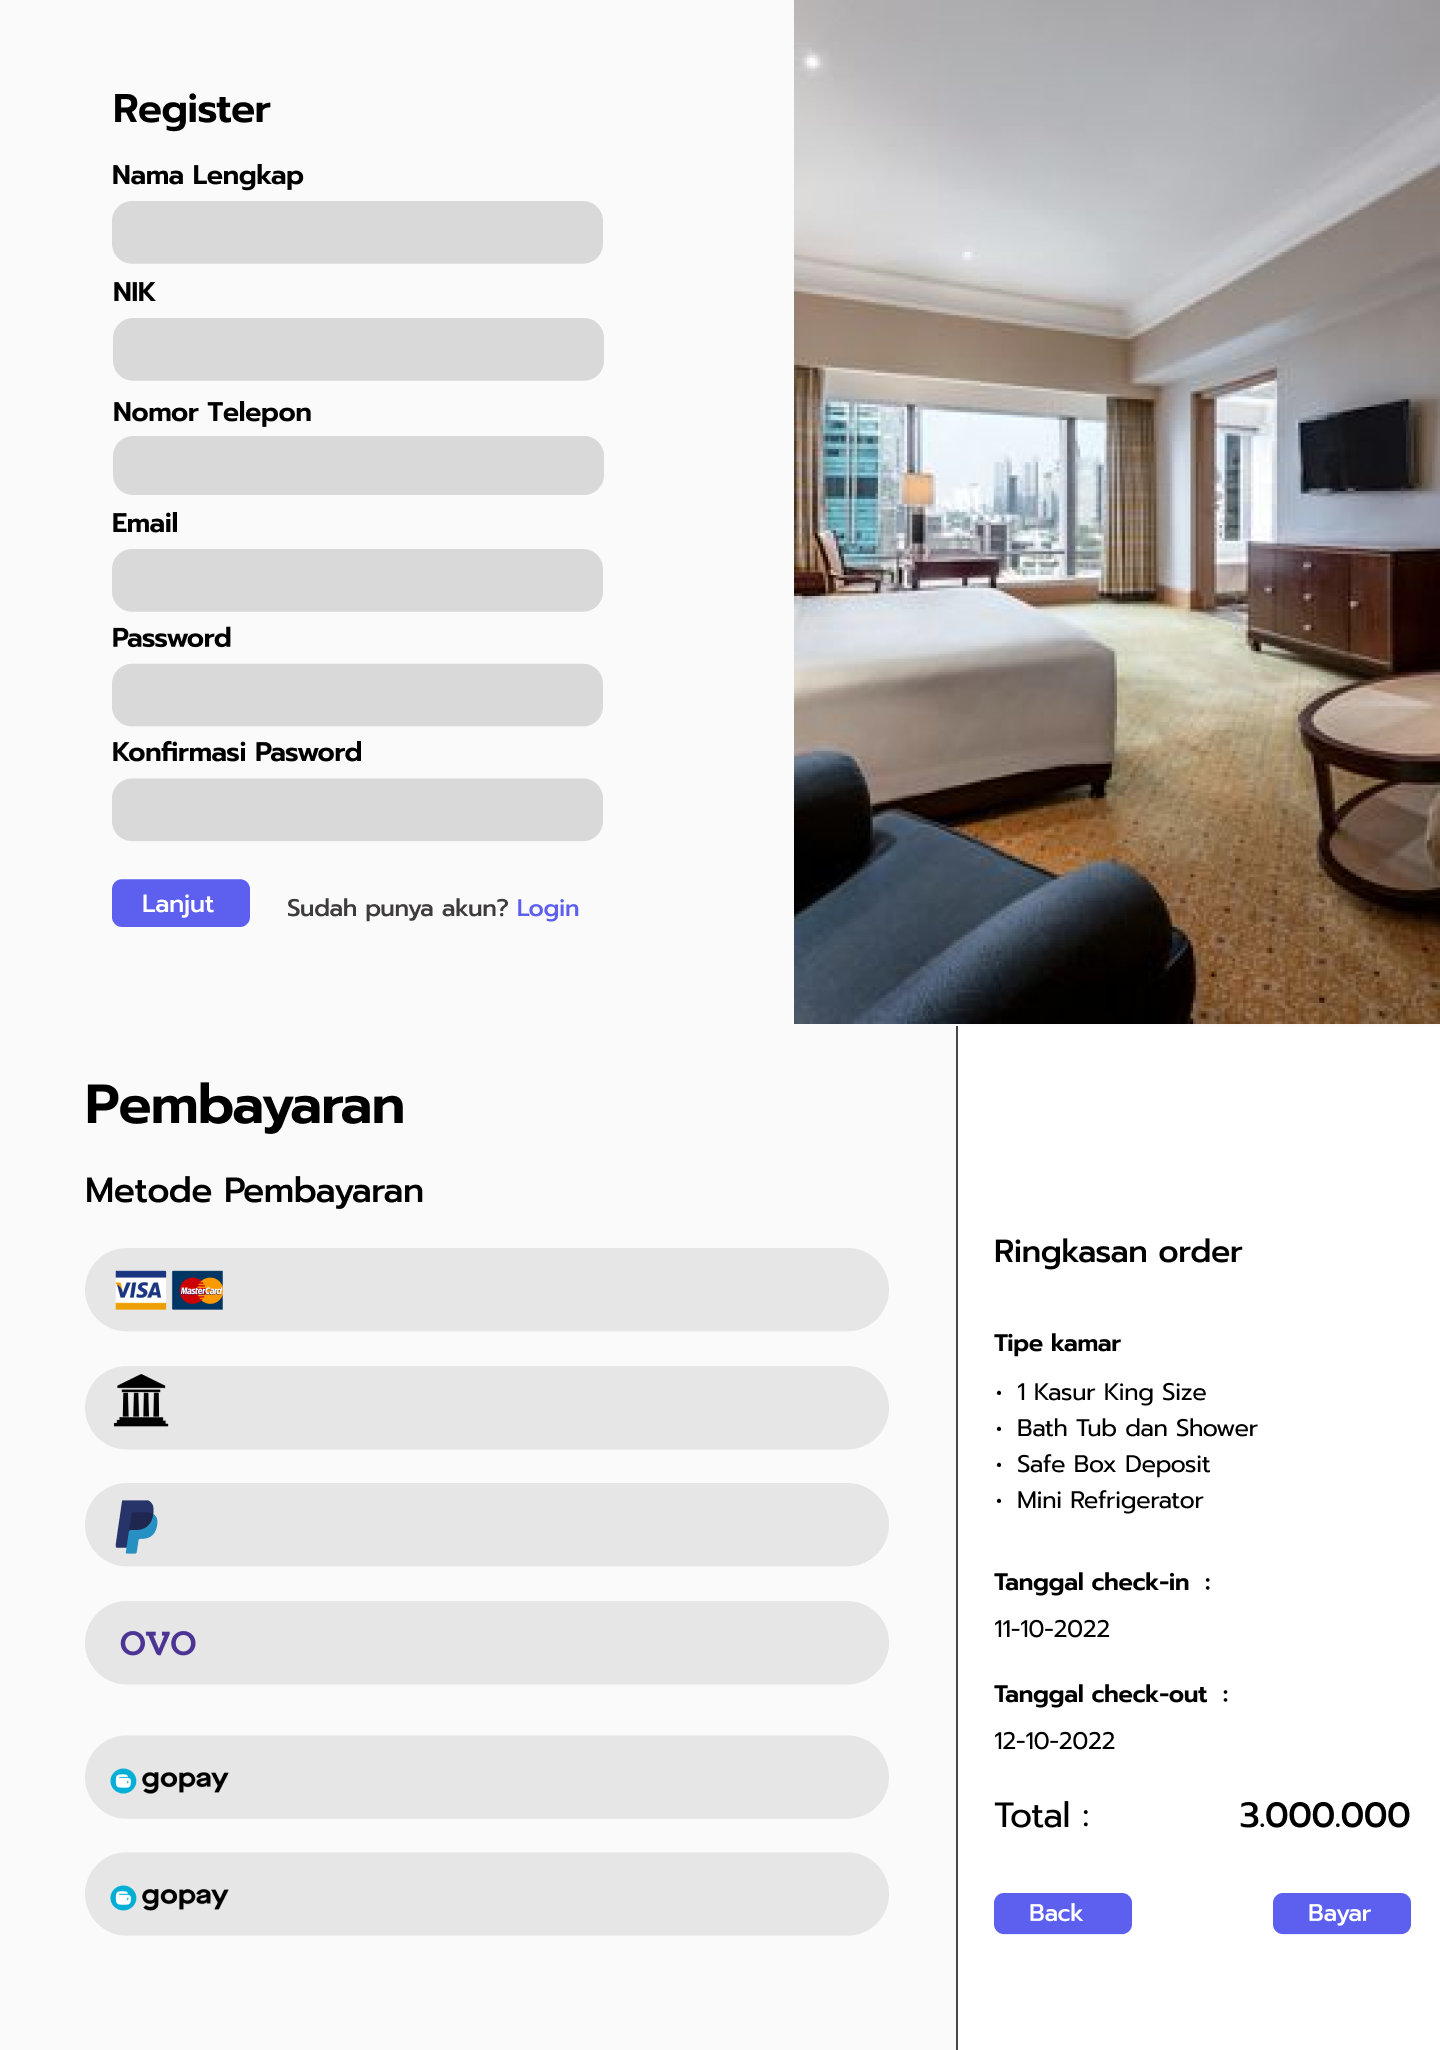 Register
Nama Lengkap
NIK
Nomor Telepon
Email
Password
Konfirmasi Pasword
Lanjut
Sudah punya akun? Login
Pembayaran
Metode Pembayaran
VISA MasterCard
OVO
gopay
gopay
Ringkasan order
Tipe kamar
• 1 Kasur King Size
• Bath Tub dan Shower
• Safe Box Deposit
• Mini Refrigerator
Tanggal check-in :
11-10-2022
Tanggal check-out :
12-10-2022
Total : 3.000.000
Back
Bayar